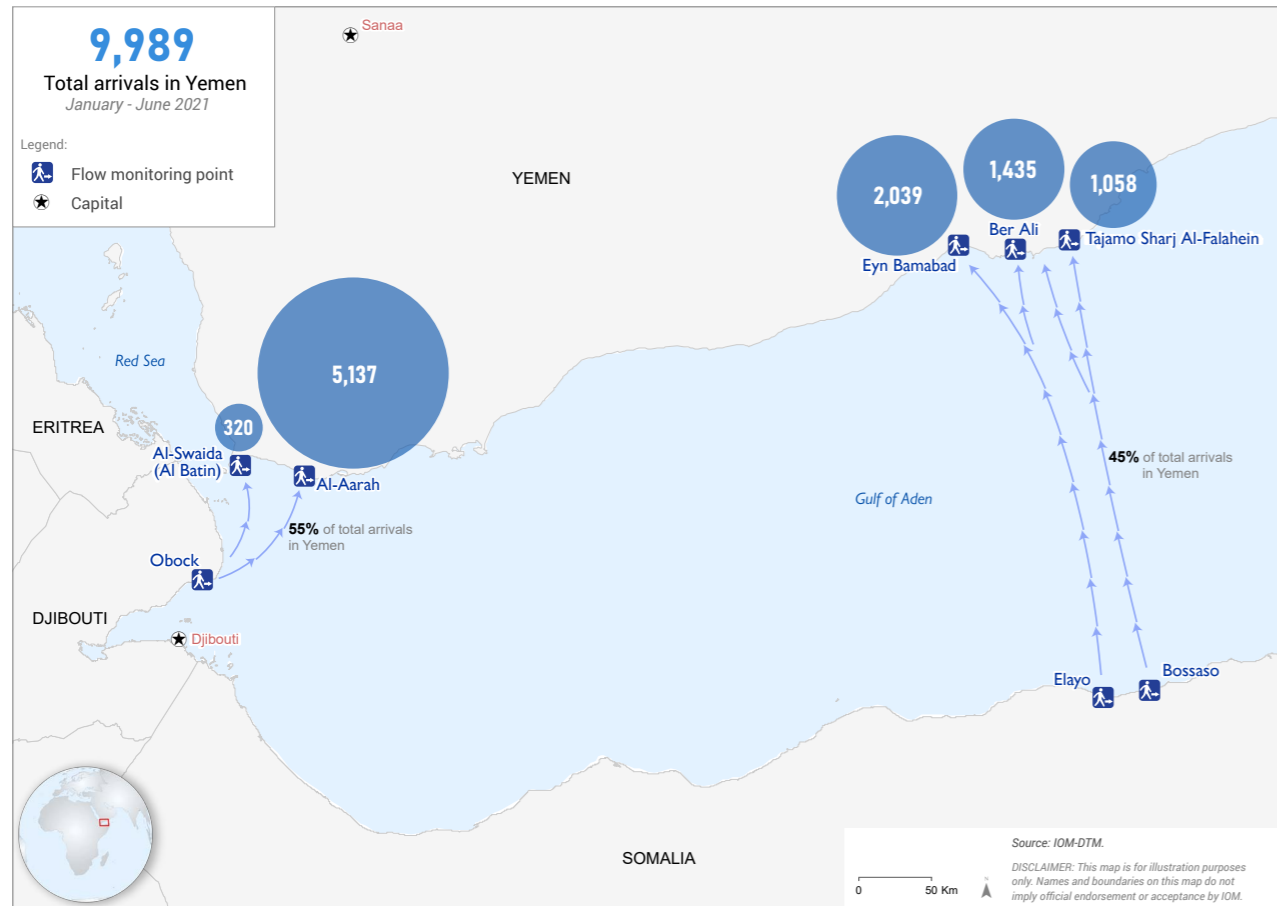 9,989
Total arrivals in Yemen
January - June 2021
Legend:
Flow monitoring point
Capital
Sanaa
YEMEN
2,039
1,435
1,058
Eyn Bamabad
Ber Ali
Tajamo Sharj Al-Falahein
Red Sea
5,137
320
ERITREA
Al-Swaida
(Al Batin)
Al-Aarah
55% of total arrivals
in Yemen
45% of total arrivals
in Yemen
Gulf of Aden
Obock
DJIBOUTI
Djibouti
Elayo
Bossaso
SOMALIA
0 50 Km
N
Source: IOM-DTM.
DISCLAIMER: This map is for illustration purposes
only. Names and boundaries on this map do not
imply official endorsement or acceptance by IOM.